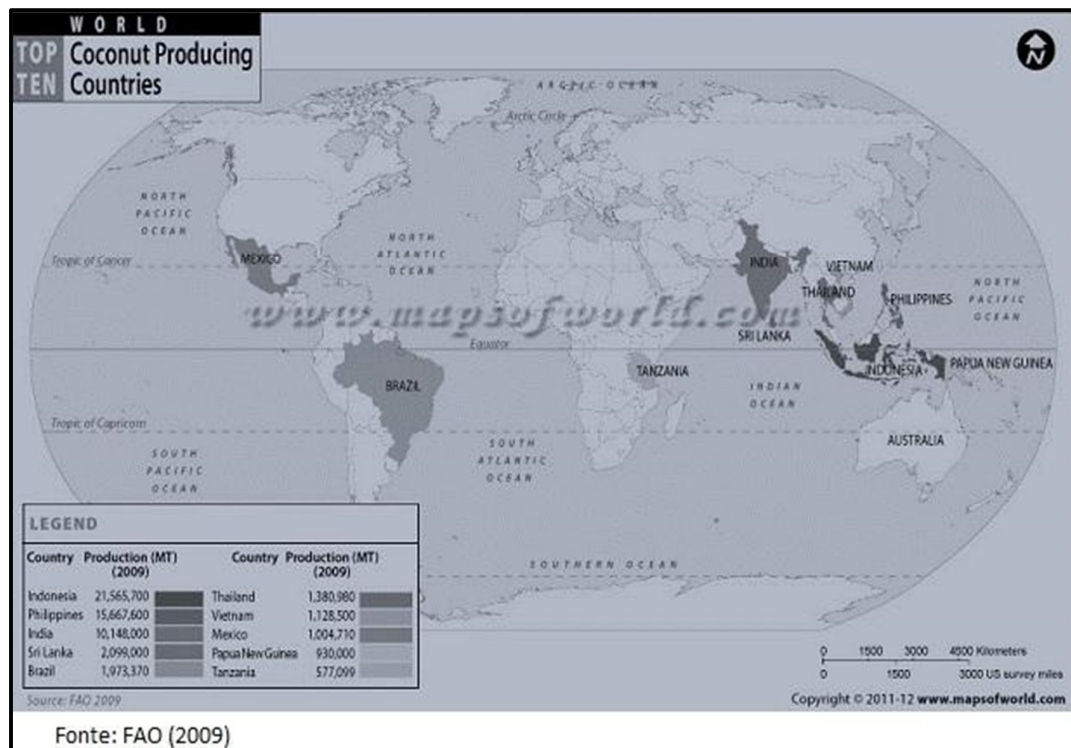 WORLD
TOP TEN Coconut Producing Countries
N
ARCTIC OCEAN
Arctic Circle
NORTH PACIFIC OCEAN
NORTH ATLANTIC OCEAN
Tropic of Cancer
MEXICO
INDIA
VIETNAM
THAILAND
NORTH PACIFIC OCEAN
PHILIPPINES
www.mapsofworld.com
SRI LANKA
Equator
BRAZIL
TANZANIA
INDONESIA
PAPUA NEW GUINEA
INDIAN OCEAN
Tropic of Capricorn
AUSTRALIA
SOUTH PACIFIC OCEAN
SOUTH ATLANTIC OCEAN
SOUTHERN OCEAN
LEGEND
Country Production (MT) (2009) Country Production (MT) (2009)
Indonesia 21,565,700 Thailand 1,380,980
Philippines 15,667,600 Vietnam 1,128,500
India 10,148,000 Mexico 1,004,710
Sri Lanka 2,099,000 Papua New Guinea 930,000
Brazil 1,973,370 Tanzania 577,099
0 1500 3000 4500 Kilometers
0 1500 3000 US survey miles
Source: FAO 2009
Copyright © 2011-12 www.mapsofworld.com
Fonte: FAO (2009)